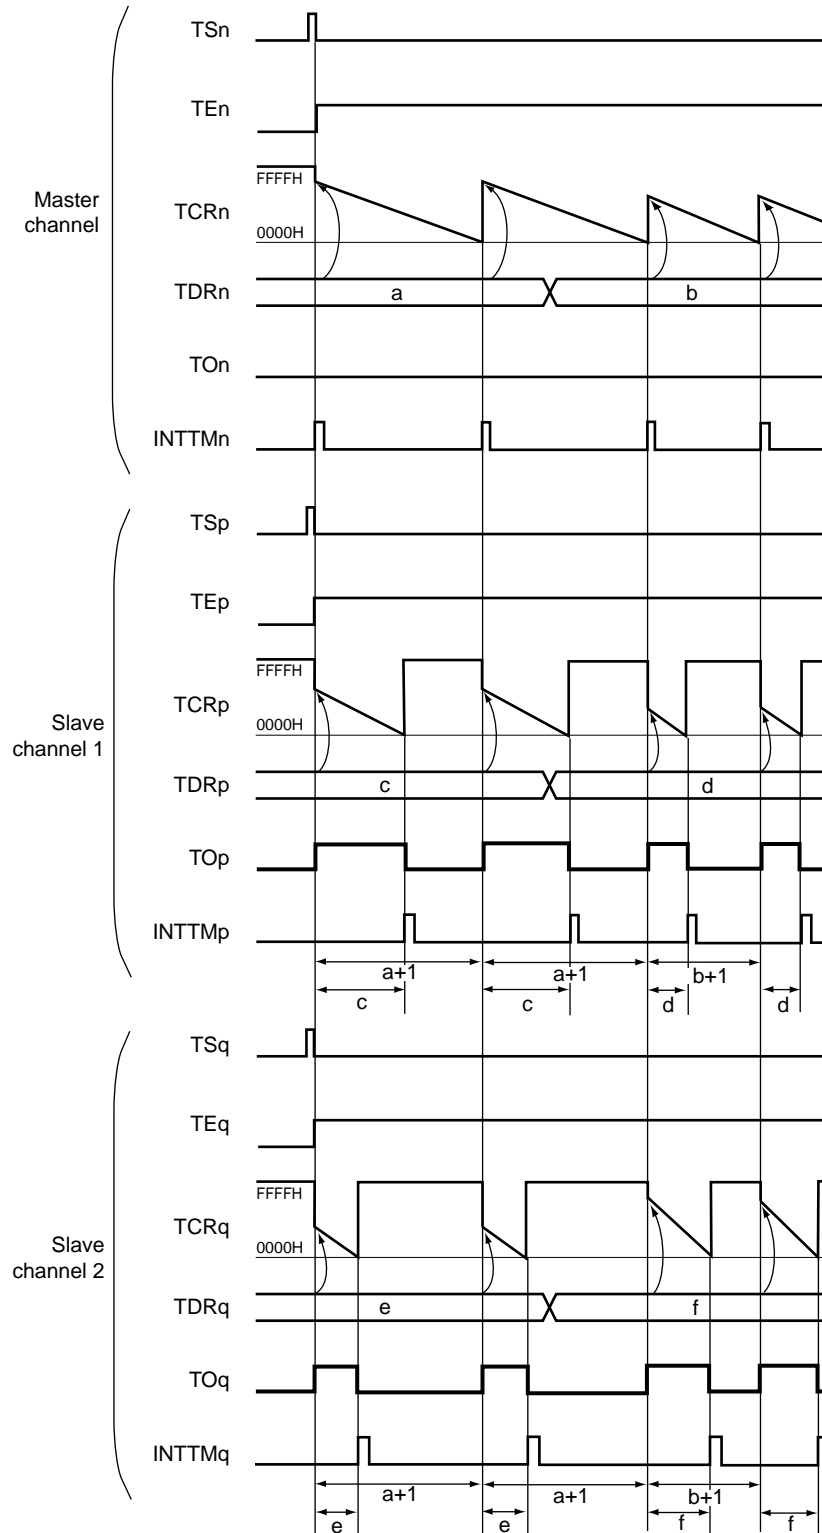 TSn
TEn
FFFFH
Master
channel
TCRn
0000H
TDRn
a
b
TOn
INTTMn
TSp
TEp
FFFFH
TCRp
Slave
channel 1
0000H
TDRp
c
d
TOp
INTTMp
a+1
a+1
b+1
c
c
d
d
TSq
TEq
FFFFH
TCRq
Slave
channel 2
0000H
TDRq
e
f
TOq
INTTMq
a+1
a+1
b+1
e
e
f
f